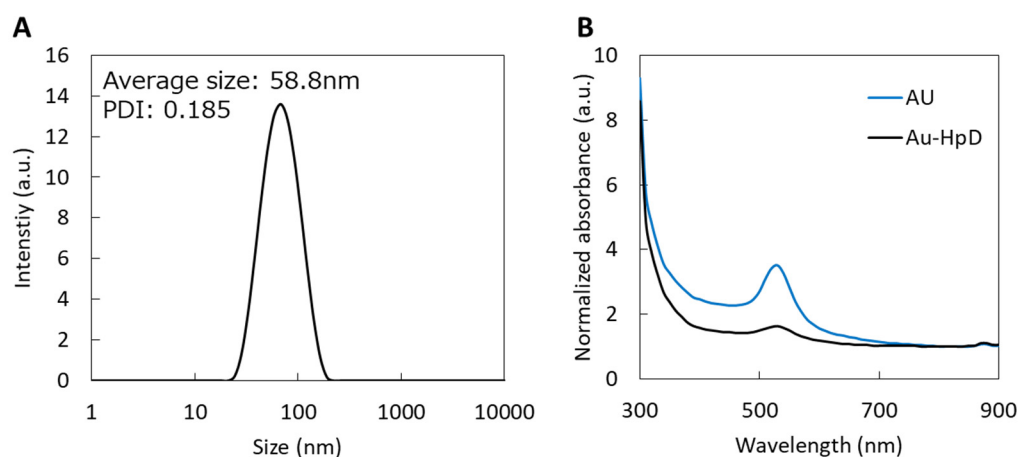 A
Average size: 58.8nm
PDI: 0.185
16
14
12
10
8
6
4
2
0
Intenstiy (a.u.)
1
10
100
1000
10000
Size (nm)
B
10
8
6
4
2
0
Normalized absorbance (a.u.)
AU
Au-HpD
300
500
700
900
Wavelength (nm)